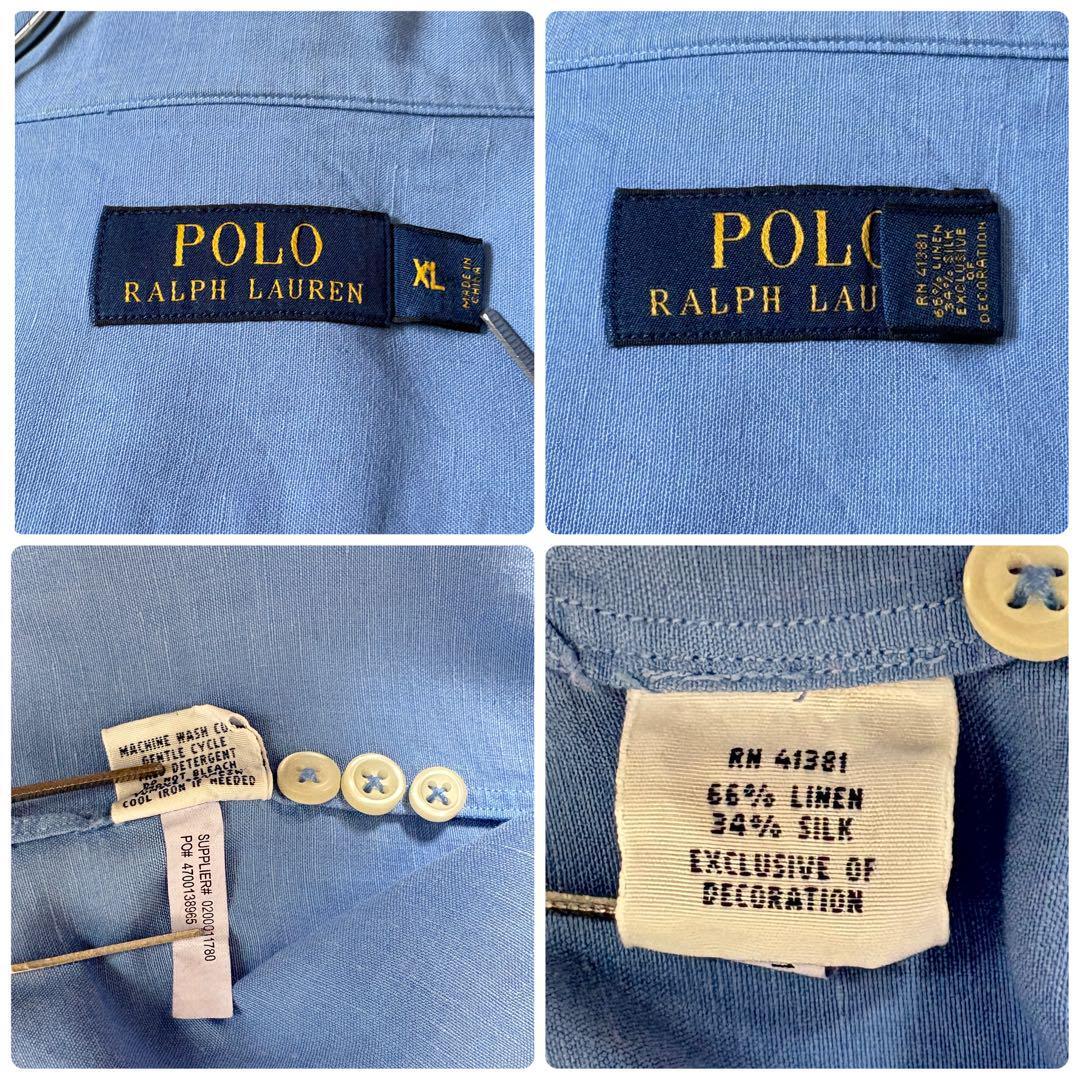 POLO
RALPH LAUREN
XL
MADE IN
CHINA
POLO
RALPH LAU
RN 41381
66% LINEN
34% SILK
EXCLUSIVE
OF
DECORATION
MACHINE WASH
GENTLE CYCLE
DETERGENT
DO NOT BLEACH
COOL IRON IF NEEDED
SUPPLIER# 0200011780
PO# 4700138965
RN 41381
66% LINEN
34% SILK
EXCLUSIVE OF
DECORATION